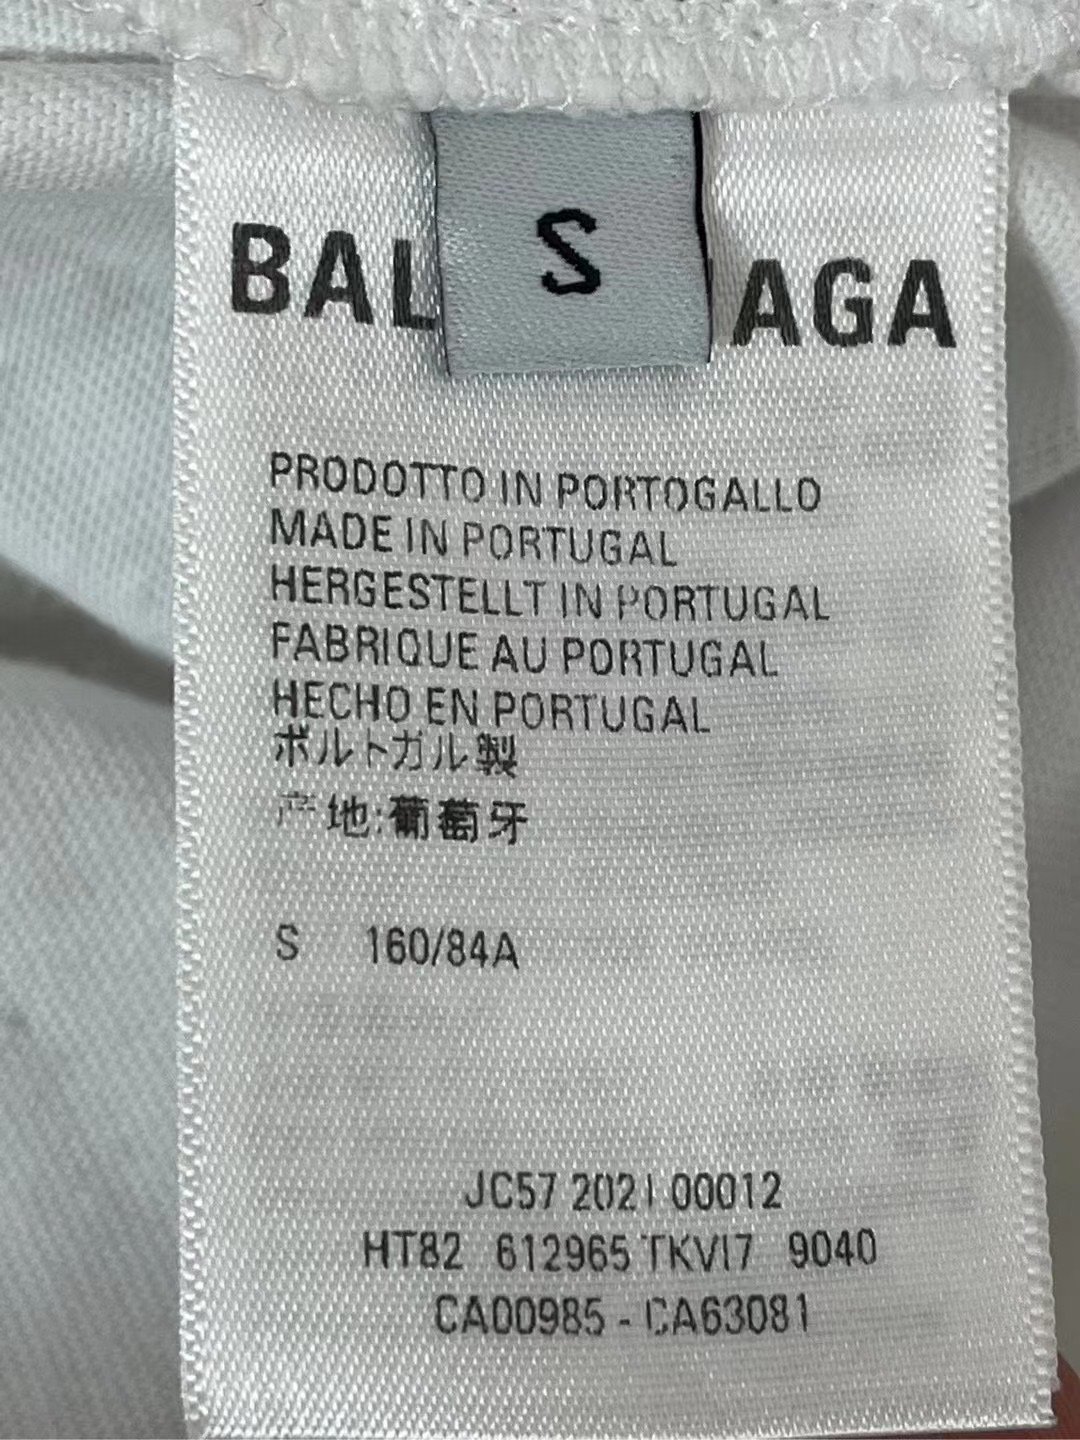 BAL AGA
S
PRODOTTO IN PORTOGALLO
MADE IN PORTUGAL
HERGESTELLT IN PORTUGAL
FABRIQUE AU PORTUGAL
HECHO EN PORTUGAL
ポルトガル製
产地:葡萄牙
S 160/84A
JC57 2021 00012
HT82 612965 TKVI7 9040
CA00985 - CA63081